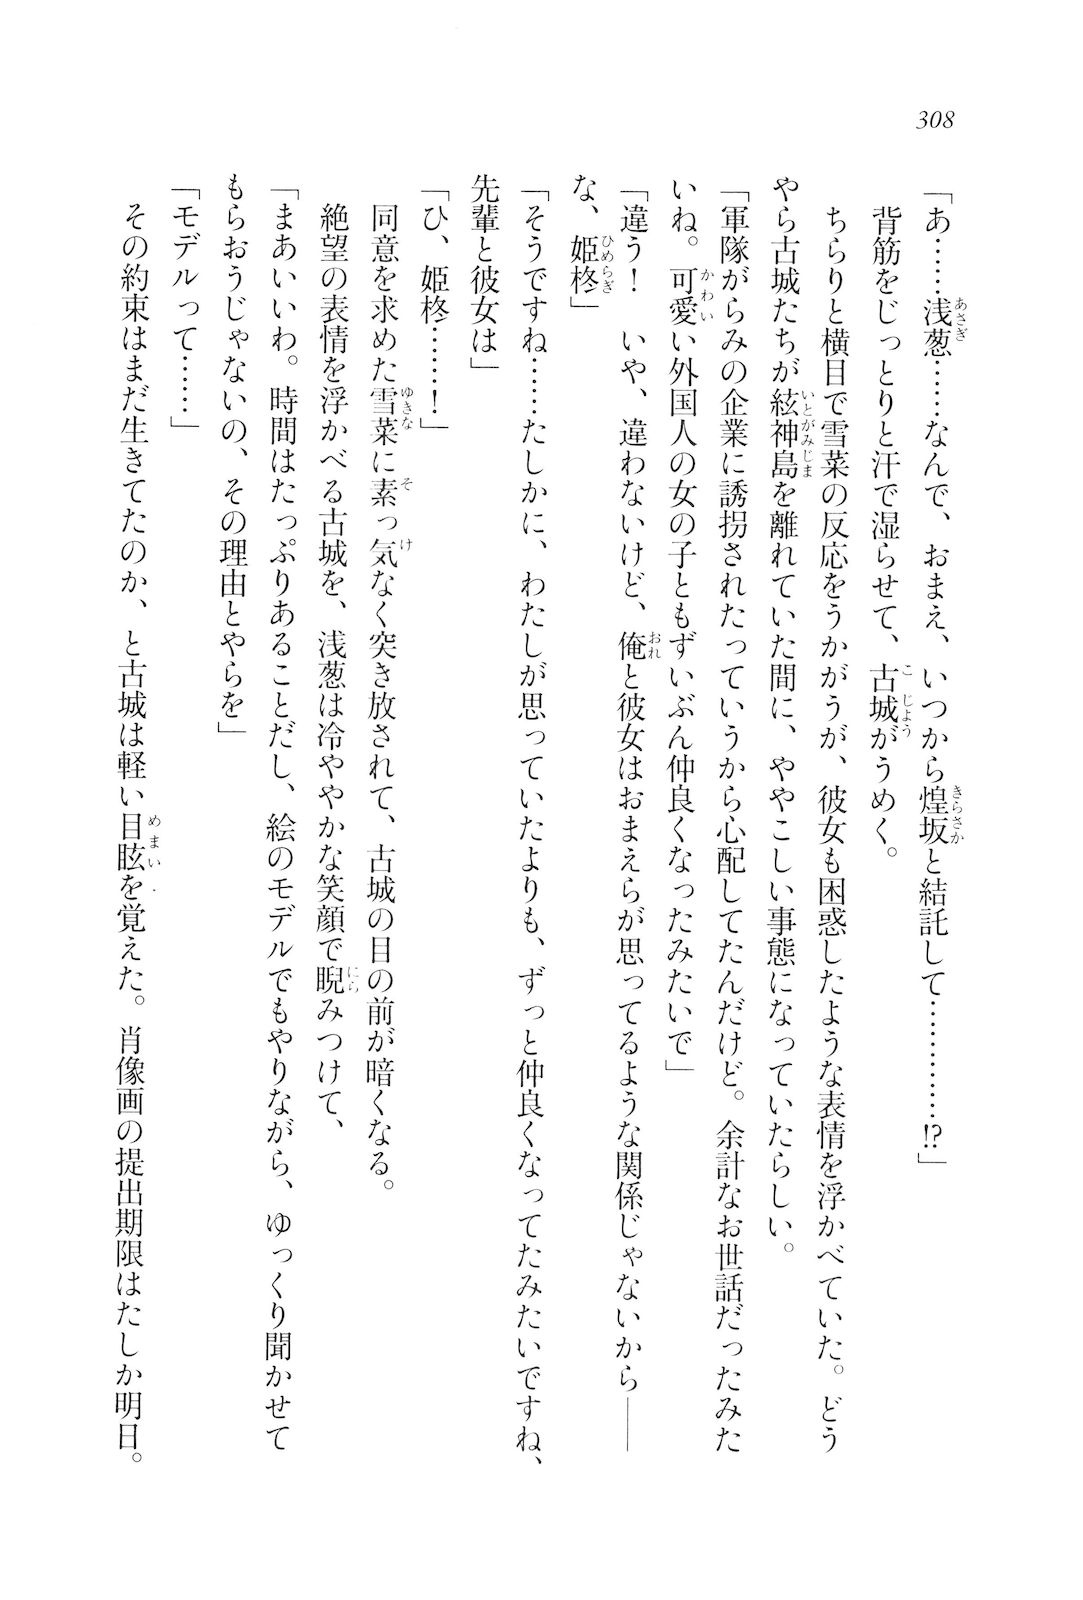 308
「あ……浅葱……なんで、おまえ、いつから煌坂と結託して…………!?」
背筋をじっとりと汗で湿らせて、古城がうめく。
ちらりと横目で雪菜の反応をうかがうが、彼女も困惑したような表情を浮かべていた。どう
やら古城たちが絃神島を離れていた間に、ややこしい事態になっていたらしい。
「軍隊がらみの企業に誘拐されたっていうから心配してたんだけど。余計なお世話だったみた
いね。可愛い外国人の女の子ともずいぶん仲良くなったみたいで」
「違う！　いや、違わないけど、俺と彼女はおまえらが思ってるような関係じゃないから――
な、姫柊」
「そうですね……たしかに、わたしが思っていたよりも、ずっと仲良くなってたみたいですね、
先輩と彼女は」
「ひ、姫柊……！」
同意を求めた雪菜に素っ気なく突き放されて、古城の目の前が暗くなる。
絶望の表情を浮かべる古城を、浅葱は冷ややかな笑顔で睨みつけて、
「まあいいわ。時間はたっぷりあることだし、絵のモデルでもやりながら、ゆっくり聞かせて
もらおうじゃないの、その理由とやらを」
「モデルって……」
その約束はまだ生きてたのか、と古城は軽い目眩を覚えた。肖像画の提出期限はたしか明日。